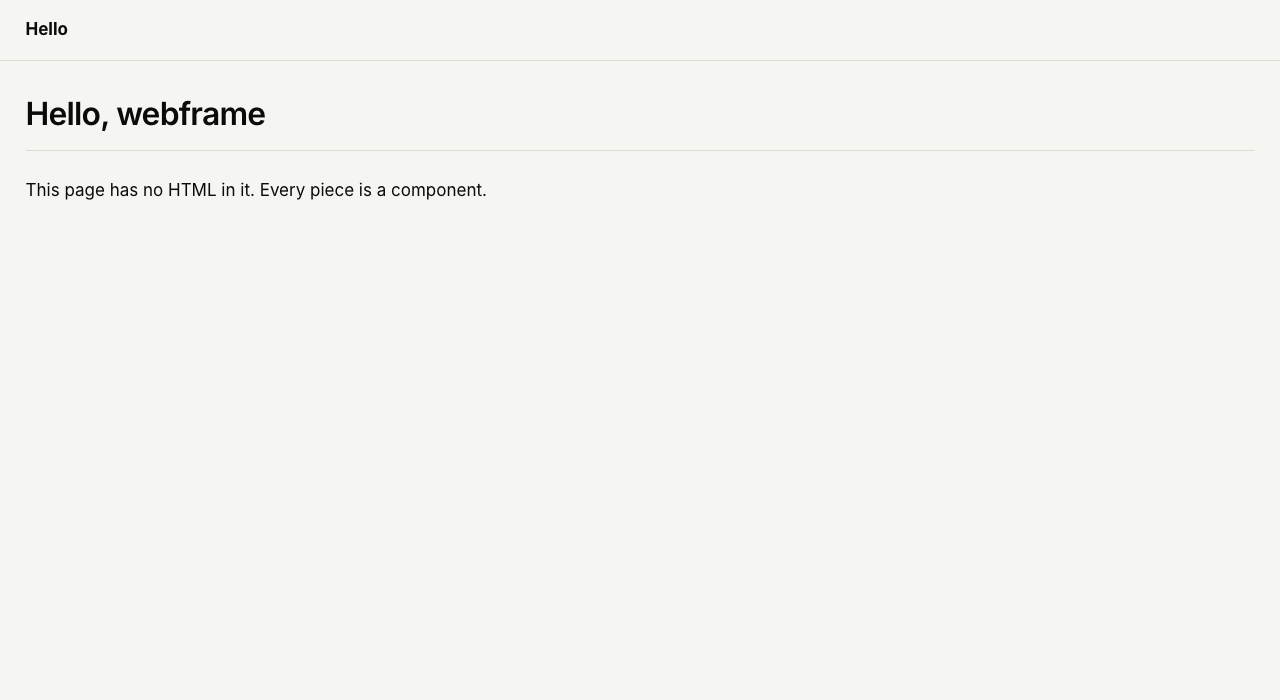 Hello
Hello, webframe
This page has no HTML in it. Every piece is a component.